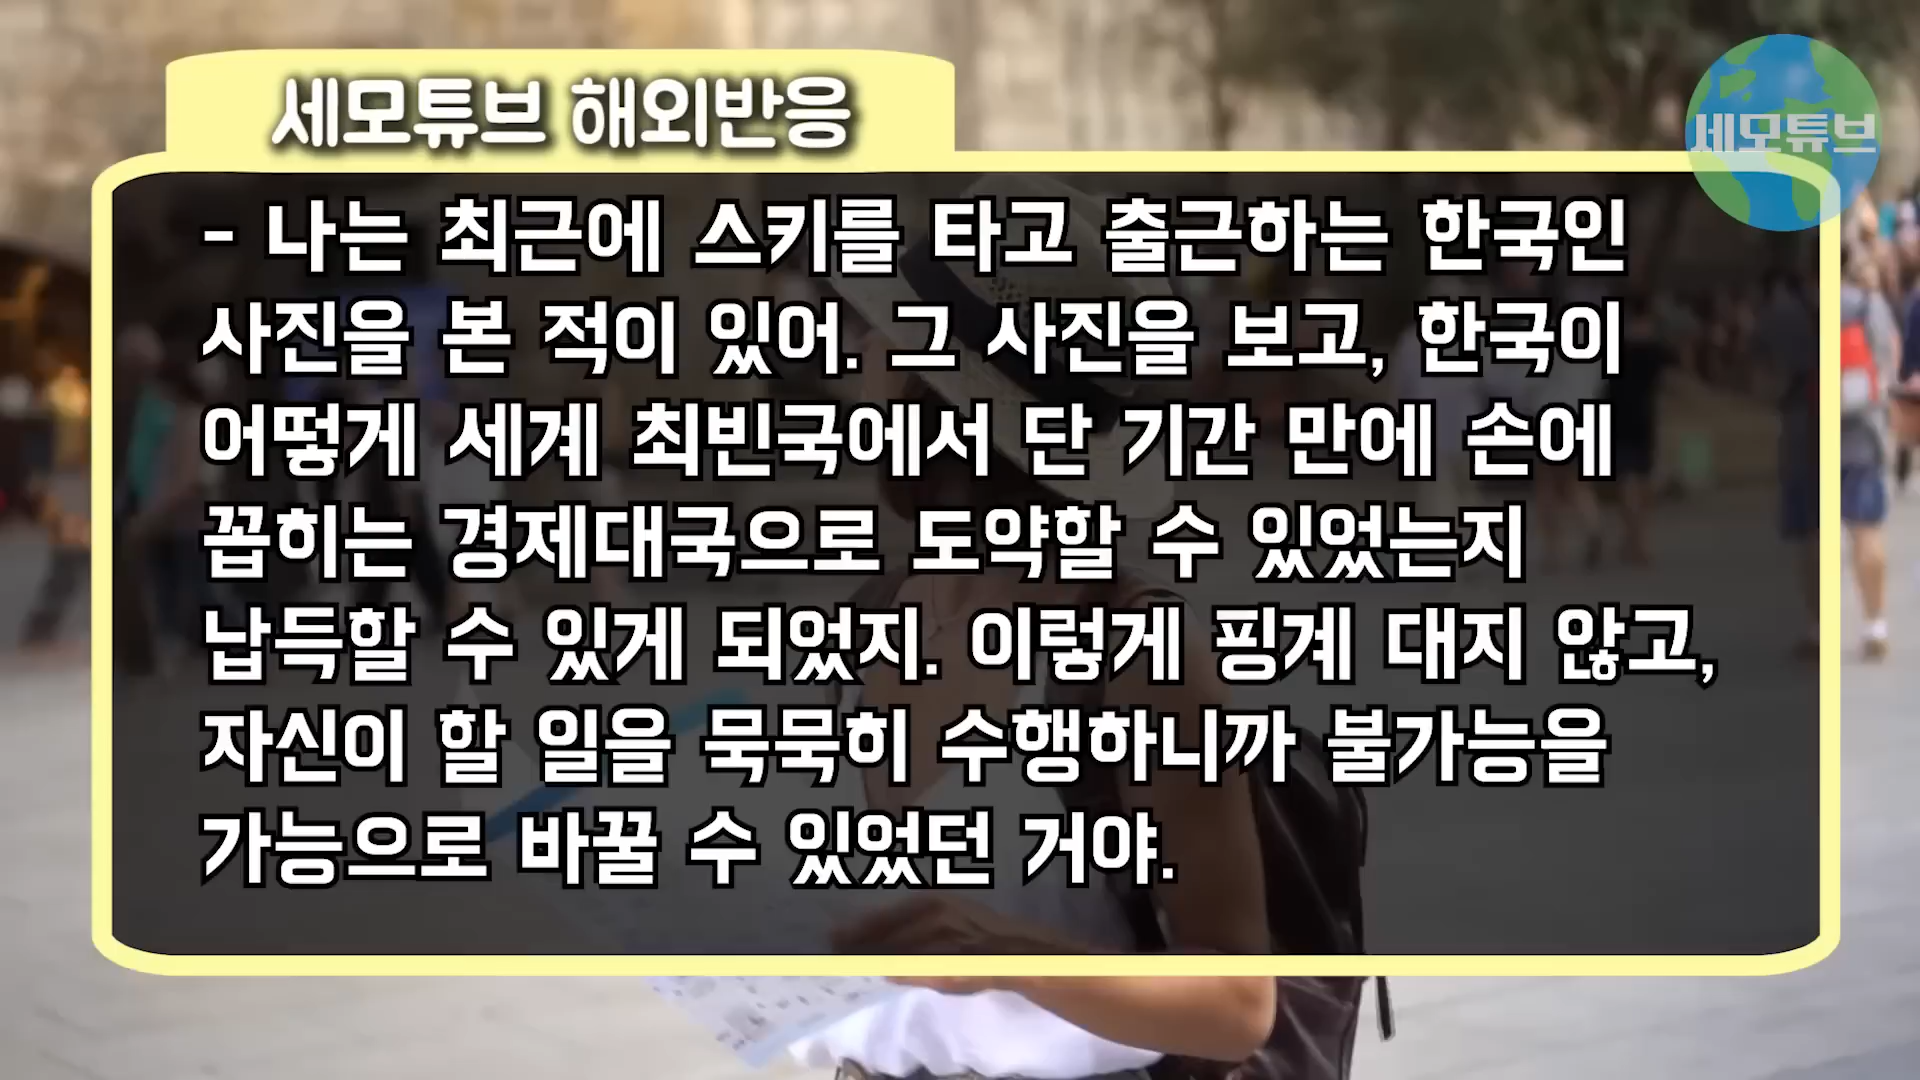 세모튜브 해외반응
세모튜브
- 나는 최근에 스키를 타고 출근하는 한국인
사진을 본 적이 있어. 그 사진을 보고, 한국이
어떻게 세계 최빈국에서 단 기간 만에 손에
꼽히는 경제대국으로 도약할 수 있었는지
납득할 수 있게 되었지. 이렇게 핑계 대지 않고,
자신이 할 일을 묵묵히 수행하니까 불가능을
가능으로 바꿀 수 있었던 거야.